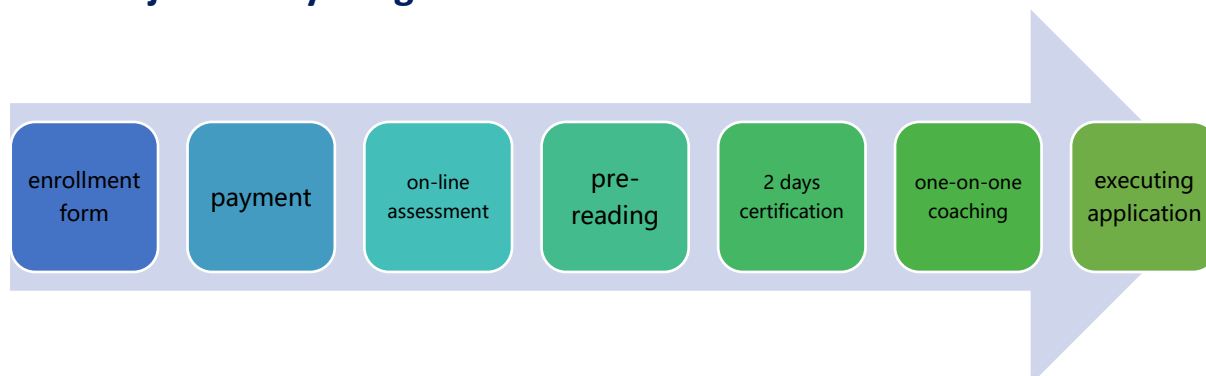 enrollment
form
payment
on-line
assessment
pre-
reading
2 days
certification
one-on-one
coaching
executing
application